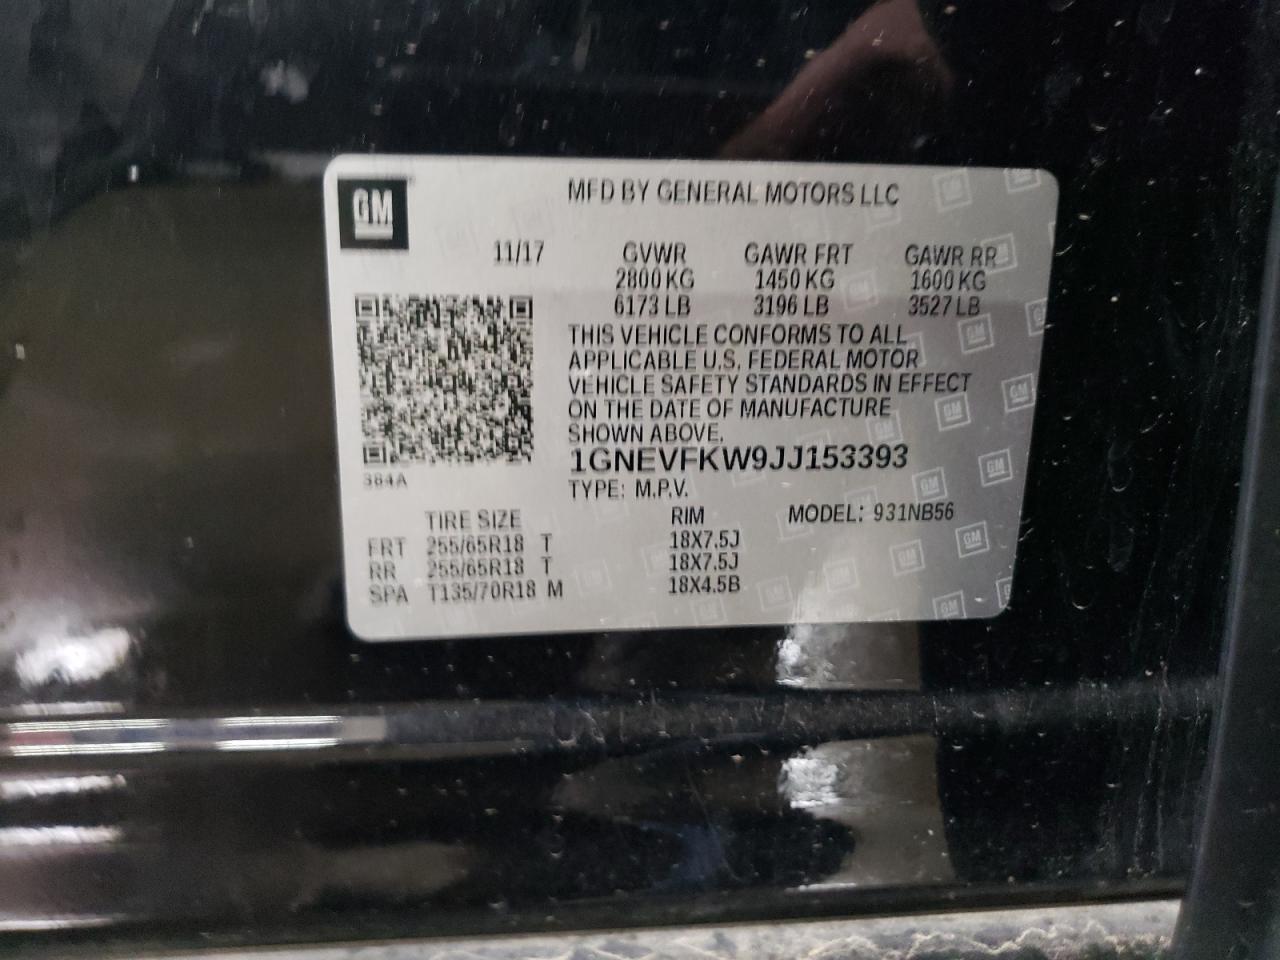 GM
MFD BY GENERAL MOTORS LLC
11/17 GVWR GAWR FRT GAWR RR
2800 KG 1450 KG 1600 KG
6173 LB 3196 LB 3527 LB
THIS VEHICLE CONFORMS TO ALL
APPLICABLE U.S. FEDERAL MOTOR
VEHICLE SAFETY STANDARDS IN EFFECT
ON THE DATE OF MANUFACTURE
SHOWN ABOVE.
1GNEVFKW9JJ153393
384A
TYPE: M.P.V.
TIRE SIZE RIM MODEL: 931NB56
FRT 255/65R18 T 18X7.5J
RR 255/65R18 T 18X7.5J
SPA T135/70R18 M 18X4.5B